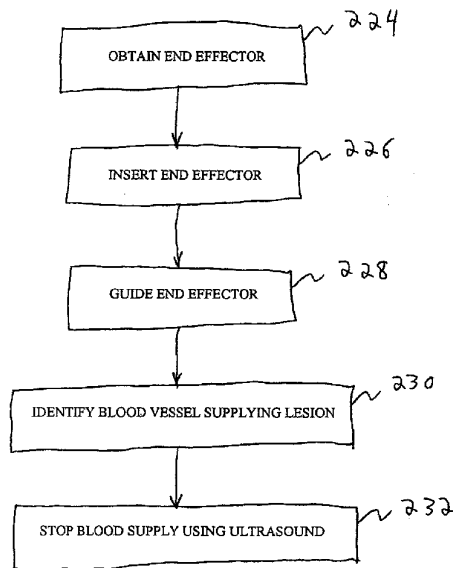 224
OBTAIN END EFFECTOR
226
INSERT END EFFECTOR
228
GUIDE END EFFECTOR
230
IDENTIFY BLOOD VESSEL SUPPLYING LESION
232
STOP BLOOD SUPPLY USING ULTRASOUND